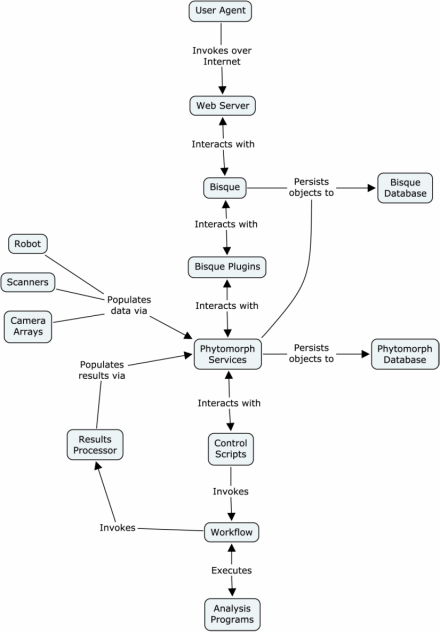 User Agent
Invokes over
Internet
Web Server
Interacts with
Bisque
Persists
objects to
Bisque
Database
Interacts with
Robot
Bisque Plugins
Scanners
Populates
data via
Interacts with
Camera
Arrays
Phytomorph
Services
Persists
objects to
Phytomorph
Database
Populates
results via
Interacts with
Results
Processor
Control
Scripts
Invokes
Invokes
Workflow
Executes
Analysis
Programs